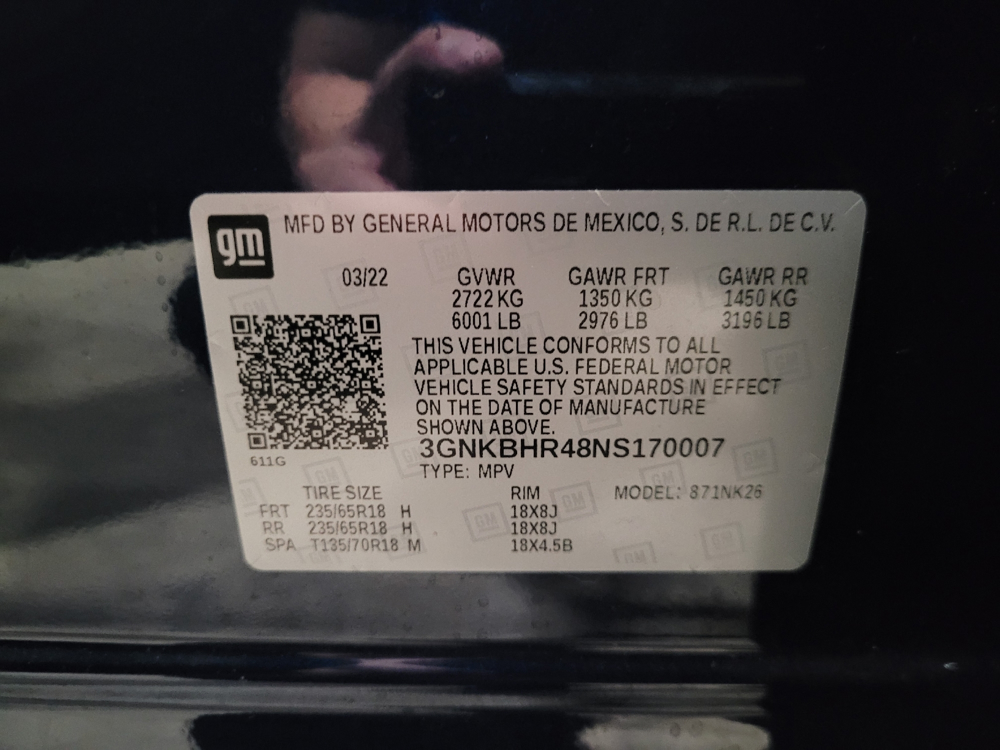 gm MFD BY GENERAL MOTORS DE MEXICO, S. DE R.L. DE C.V.
03/22 GVWR GAWR FRT GAWR RR
2722 KG 1350 KG 1450 KG
6001 LB 2976 LB 3196 LB
THIS VEHICLE CONFORMS TO ALL
APPLICABLE U.S. FEDERAL MOTOR
VEHICLE SAFETY STANDARDS IN EFFECT
ON THE DATE OF MANUFACTURE
SHOWN ABOVE.
3GNKBHR48NS170007
611G
TYPE: MPV
TIRE SIZE RIM MODEL: 871NK26
FRT 235/65R18 H 18X8J
RR 235/65R18 H 18X8J
SPA T135/70R18 M 18X4.5B